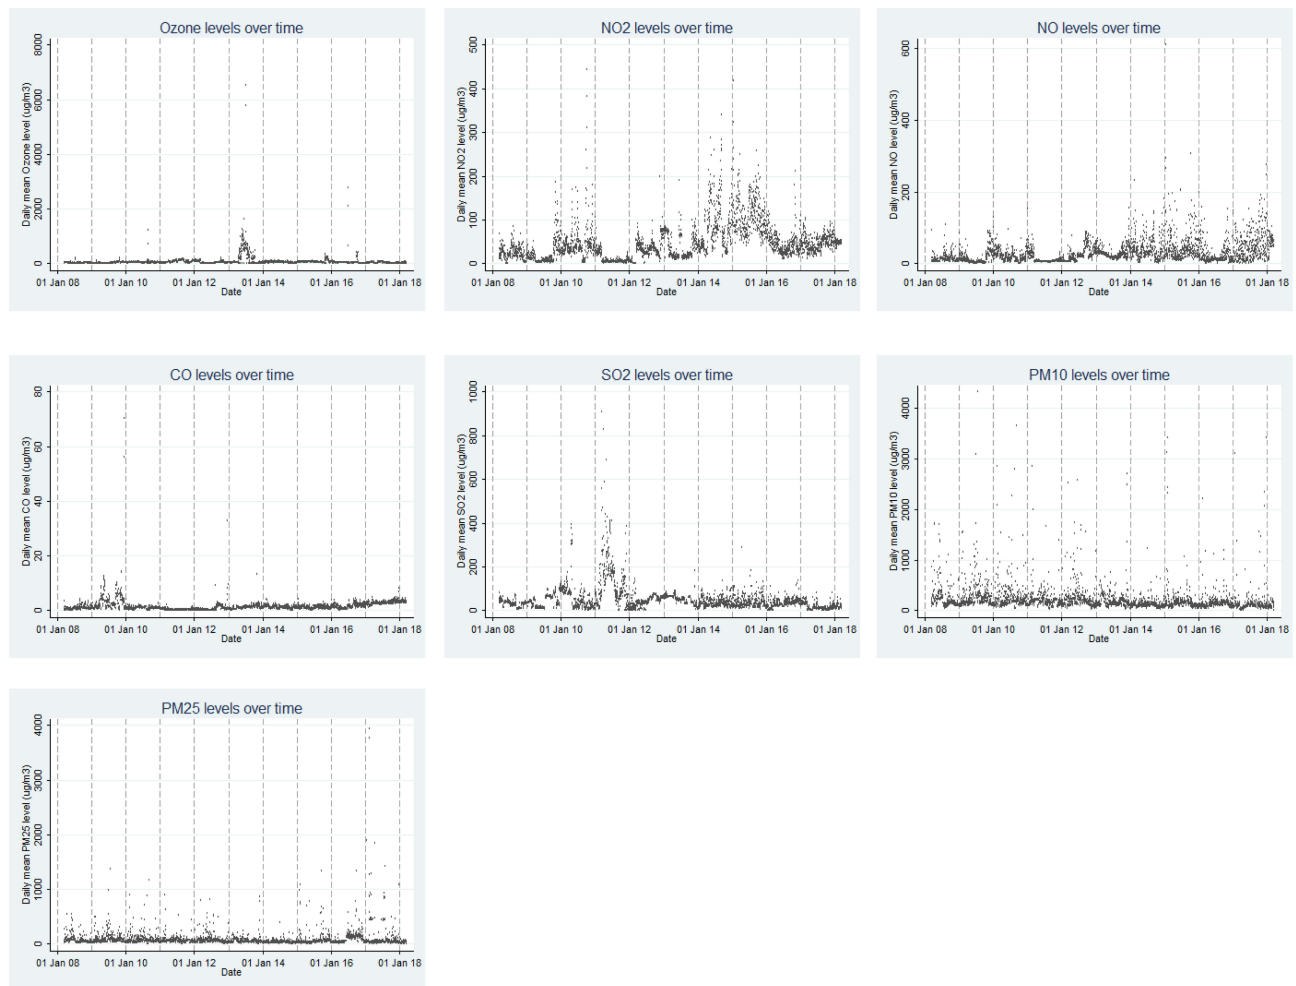 Ozone levels over time
Daily mean Ozone level (ug/m3)
8000
6000
4000
2000
0
01 Jan 08 01 Jan 10 01 Jan 12 01 Jan 14 01 Jan 16 01 Jan 18
Date
NO2 levels over time
Daily mean NO2 level (ug/m3)
500
400
300
200
100
0
01 Jan 08 01 Jan 10 01 Jan 12 01 Jan 14 01 Jan 16 01 Jan 18
Date
NO levels over time
Daily mean NO level (ug/m3)
600
400
200
0
01 Jan 08 01 Jan 10 01 Jan 12 01 Jan 14 01 Jan 16 01 Jan 18
Date
CO levels over time
Daily mean CO level (ug/m3)
80
60
40
20
0
01 Jan 08 01 Jan 10 01 Jan 12 01 Jan 14 01 Jan 16 01 Jan 18
Date
SO2 levels over time
Daily mean SO2 level (ug/m3)
1000
800
600
400
200
0
01 Jan 08 01 Jan 10 01 Jan 12 01 Jan 14 01 Jan 16 01 Jan 18
Date
PM10 levels over time
Daily mean PM10 level (ug/m3)
4000
3000
2000
1000
0
01 Jan 08 01 Jan 10 01 Jan 12 01 Jan 14 01 Jan 16 01 Jan 18
Date
PM25 levels over time
Daily mean PM25 level (ug/m3)
4000
3000
2000
1000
0
01 Jan 08 01 Jan 10 01 Jan 12 01 Jan 14 01 Jan 16 01 Jan 18
Date